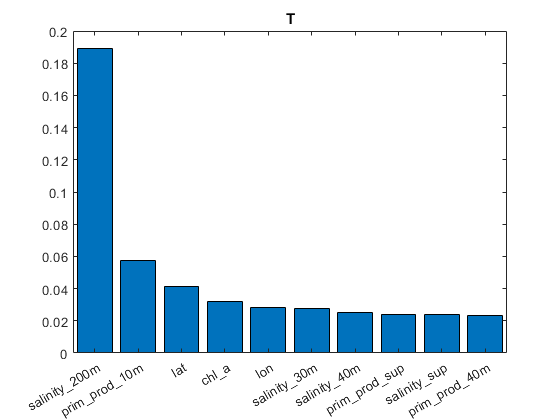 T
0.2
0.18
0.16
0.14
0.12
0.1
0.08
0.06
0.04
0.02
0
salinity_200m
prim_prod_10m
lat
chl_a
lon
salinity_30m
salinity_40m
prim_prod_sup
salinity_sup
prim_prod_40m